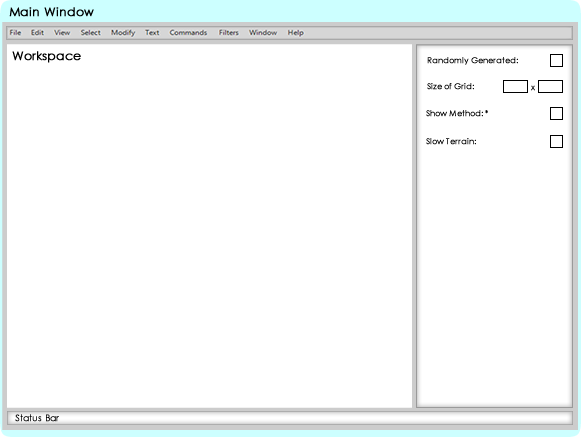 Main Window
File Edit View Select Modify Text Commands Filters Window Help
Workspace
Randomly Generated:
Size of Grid: x
Show Method:*
Slow Terrain:
Status Bar